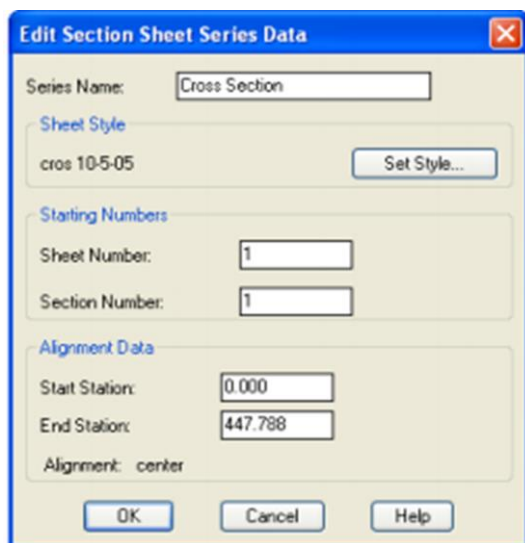 Edit Section Sheet Series Data
Series Name: Cross Section
Sheet Style
cros 10-5-05 Set Style...
Starting Numbers
Sheet Number: 1
Section Number: 1
Alignment Data
Start Station: 0.000
End Station: 447.788
Alignment: center
OK Cancel Help